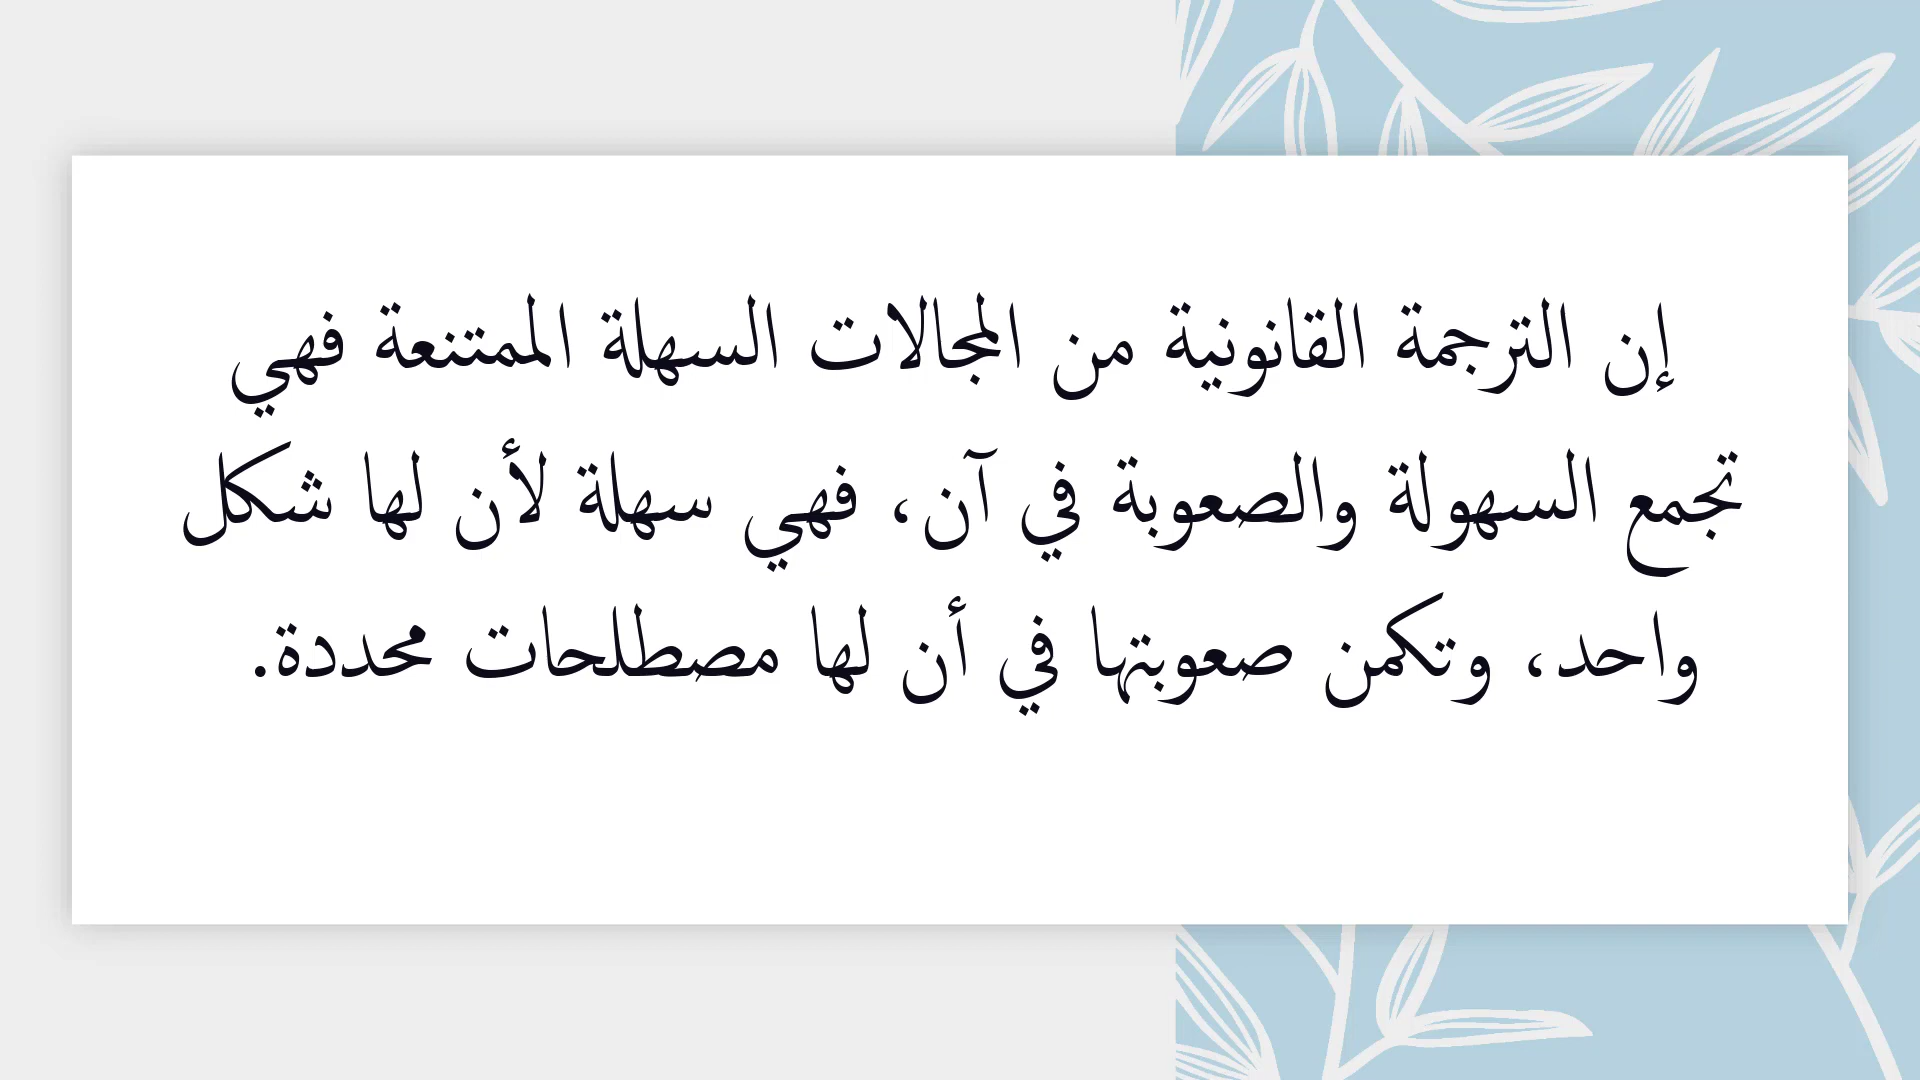 إن الترجمة القانونية من المجالات السهلة الممتنعة فهي
تجمع السهولة والصعوبة في آن، فهي سهلة لأن لها شكل
واحد، وتكمن صعوبتها في أن لها مصطلحات محددة.